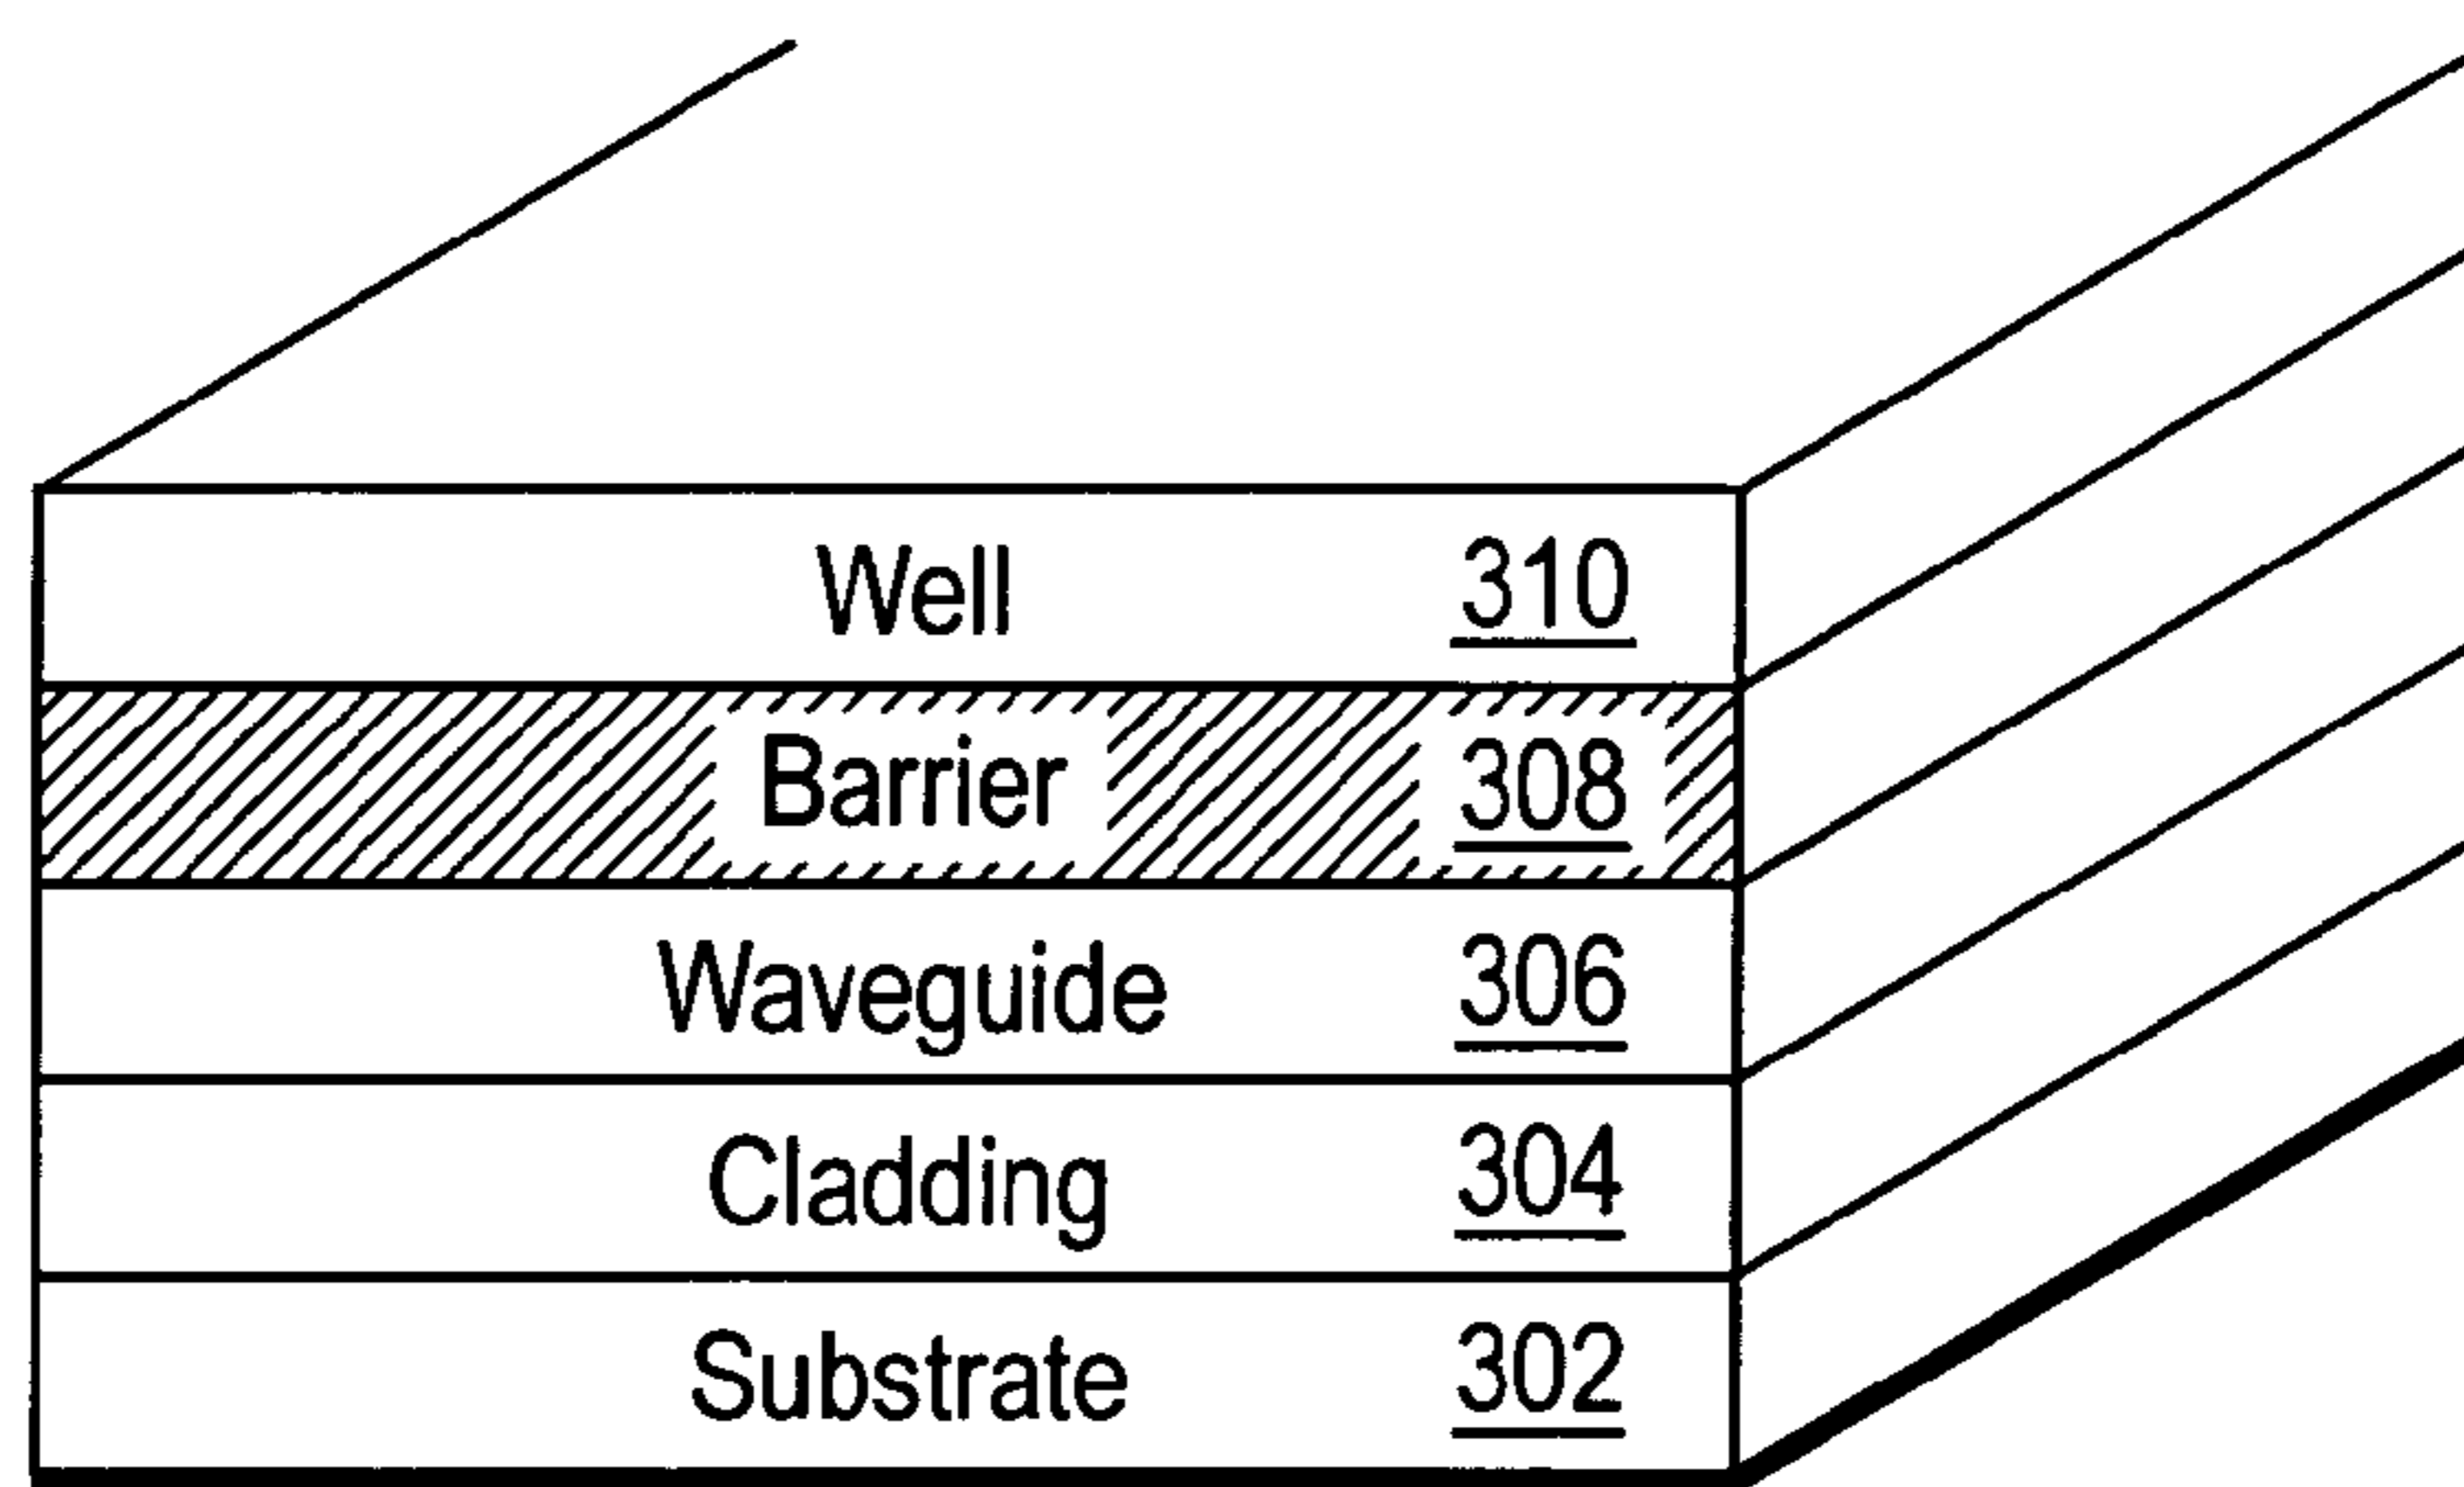 Well 310
Barrier 308
Waveguide 306
Cladding 304
Substrate 302